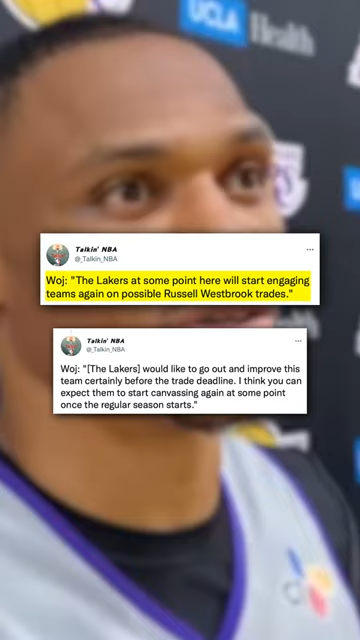 UCLA Health
Talkin' NBA
@_Talkin_NBA
Woj: "The Lakers at some point here will start engaging
teams again on possible Russell Westbrook trades."
Talkin' NBA
@_Talkin_NBA
Woj: "[The Lakers] would like to go out and improve this
team certainly before the trade deadline. I think you can
expect them to start canvassing again at some point
once the regular season starts."